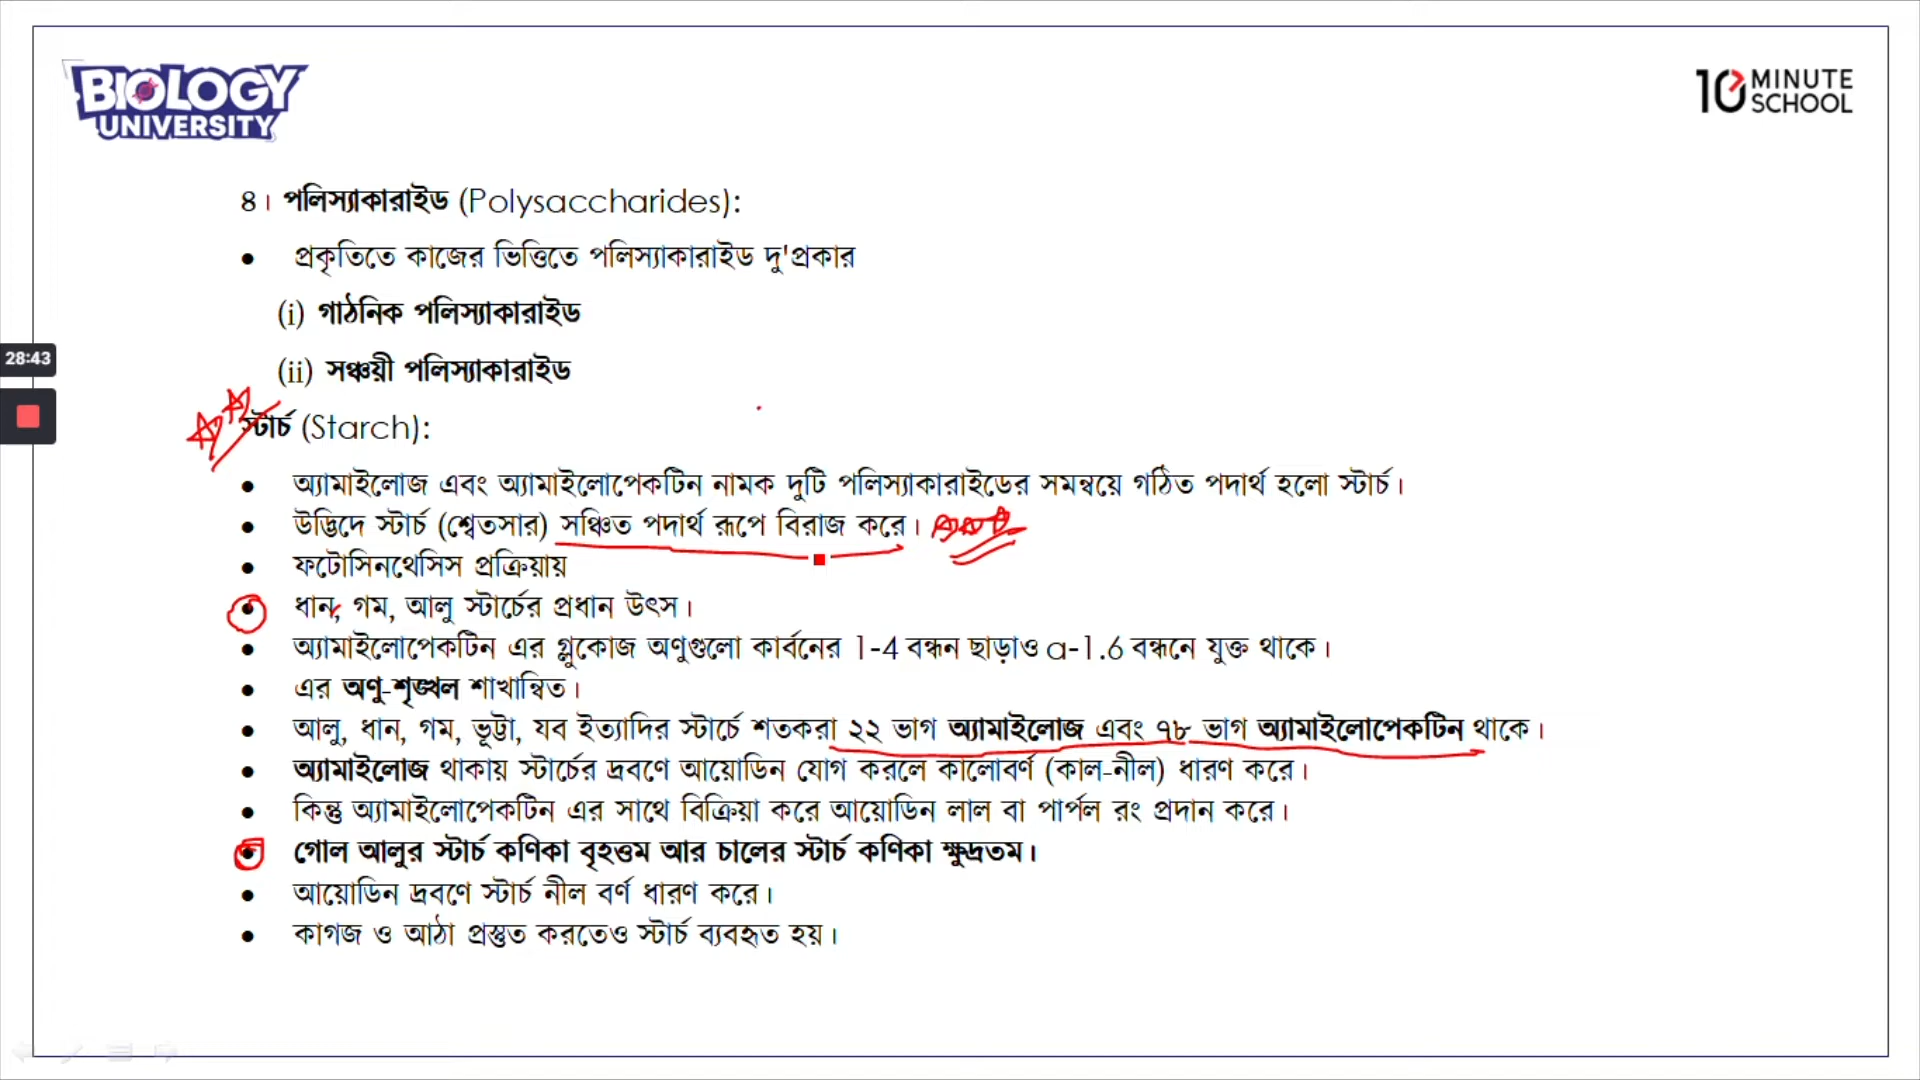 BIOLOGY
UNIVERSITY
10 MINUTE
SCHOOL
28:43
৪। পলিস্যাকারাইড (Polysaccharides):
• প্রকৃতিতে কাজের ভিত্তিতে পলিস্যাকারাইড দু'প্রকার
(i) গাঠনিক পলিস্যাকারাইড
(ii) সঞ্চয়ী পলিস্যাকারাইড
স্টার্চ (Starch):
• অ্যামাইলোজ এবং অ্যামাইলোপেকটিন নামক দুটি পলিস্যাকারাইডের সমন্বয়ে গঠিত পদার্থ হলো স্টার্চ।
• উদ্ভিদে স্টার্চ (শ্বেতসার) সঞ্চিত পদার্থ রূপে বিরাজ করে।
• ফটোসিনথেসিস প্রক্রিয়ায়
• ধান, গম, আলু স্টার্চের প্রধান উৎস।
• অ্যামাইলোপেকটিন এর গ্লুকোজ অণুগুলো কার্বনের 1-4 বন্ধন ছাড়াও a-1.6 বন্ধনে যুক্ত থাকে।
• এর অণু-শৃঙ্খল শাখান্বিত।
• আলু, ধান, গম, ভূট্টা, যব ইত্যাদির স্টার্চে শতকরা ২২ ভাগ অ্যামাইলোজ এবং ৭৮ ভাগ অ্যামাইলোপেকটিন থাকে।
• অ্যামাইলোজ থাকায় স্টার্চের দ্রবণে আয়োডিন যোগ করলে কালোবর্ণ (কাল-নীল) ধারণ করে।
• কিন্তু অ্যামাইলোপেকটিন এর সাথে বিক্রিয়া করে আয়োডিন লাল বা পার্পল রং প্রদান করে।
• গোল আলুর স্টার্চ কণিকা বৃহত্তম আর চালের স্টার্চ কণিকা ক্ষুদ্রতম।
• আয়োডিন দ্রবণে স্টার্চ নীল বর্ণ ধারণ করে।
• কাগজ ও আঠা প্রস্তুত করতেও স্টার্চ ব্যবহৃত হয়।